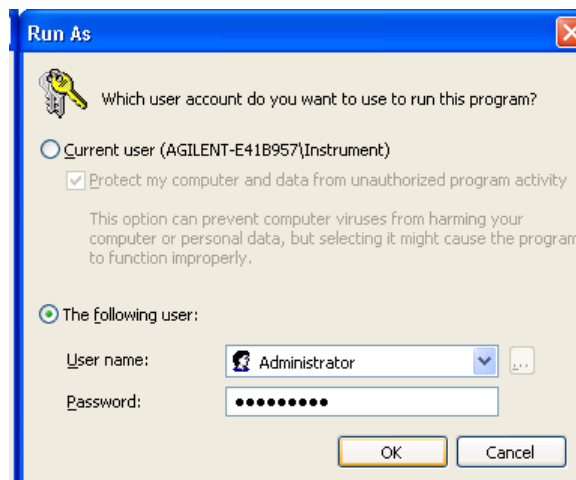 Run As
Which user account do you want to use to run this program?
Current user (AGILENT-E41B957\Instrument)
Protect my computer and data from unauthorized program activity
This option can prevent computer viruses from harming your
computer or personal data, but selecting it might cause the program
to function improperly.
The following user:
User name: Administrator ...
Password: •••••••••
OK Cancel